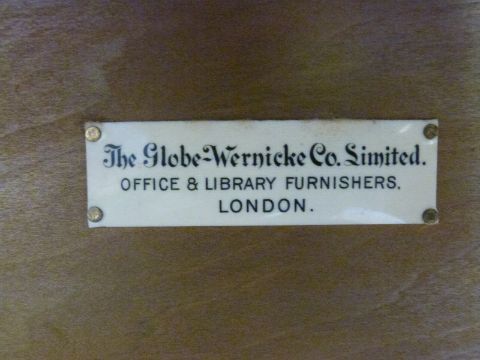 The Globe-Wernicke Co. Limited.
OFFICE & LIBRARY FURNISHERS.
LONDON.